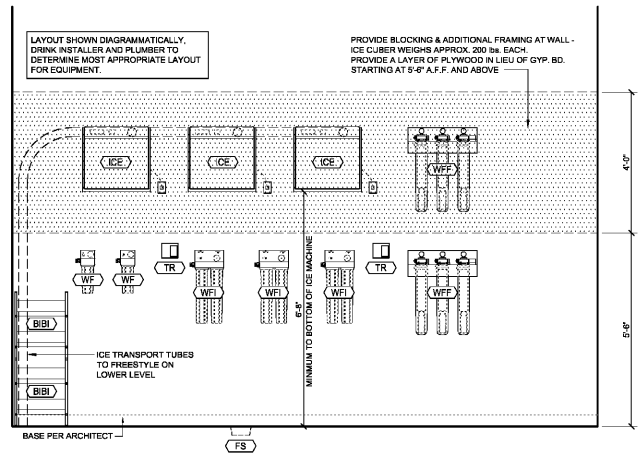 LAYOUT SHOWN DIAGRAMMATICALLY,
DRINK INSTALLER AND PLUMBER TO
DETERMINE MOST APPROPRIATE LAYOUT
FOR EQUIPMENT.
PROVIDE BLOCKING & ADDITIONAL FRAMING AT WALL -
ICE CUBER WEIGHS APPROX. 200 lbs. EACH.
PROVIDE A LAYER OF PLYWOOD IN LIEU OF GYP. BD.
STARTING AT 5'-6" A.F.F. AND ABOVE
ICE
ICE
ICE
WFF
4'-0"
WF
WF
TR
WFI
WFI
WFI
TR
WFF
6'-8"
MINMUM TO BOTTOM OF ICE MACHINE
5'-6"
BIBI
ICE TRANSPORT TUBES
TO FREESTYLE ON
LOWER LEVEL
BIBI
BASE PER ARCHITECT
FS